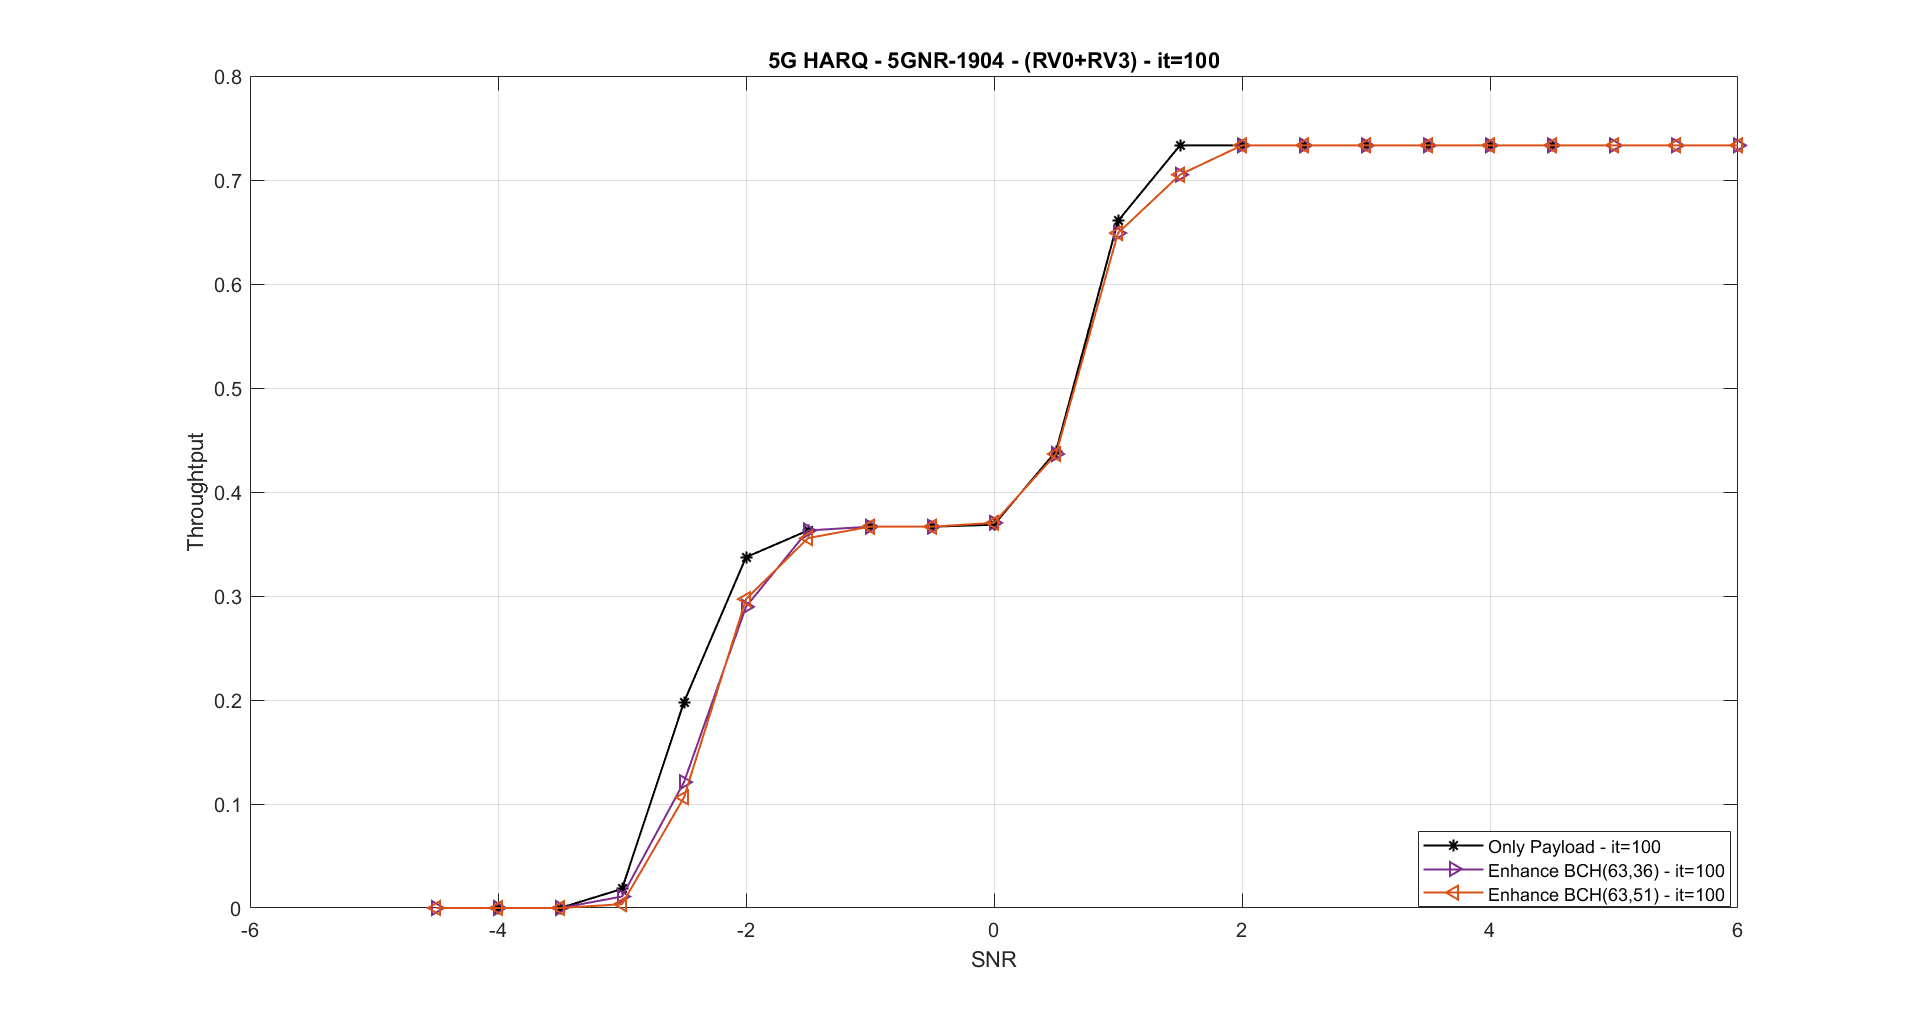 5G HARQ - 5GNR-1904 - (RV0+RV3) - it=100
0.8
0.7
0.6
0.5
0.4
0.3
0.2
0.1
0
Throughtput
-6
-4
-2
0
2
4
6
SNR
Only Payload - it=100
Enhance BCH(63,36) - it=100
Enhance BCH(63,51) - it=100